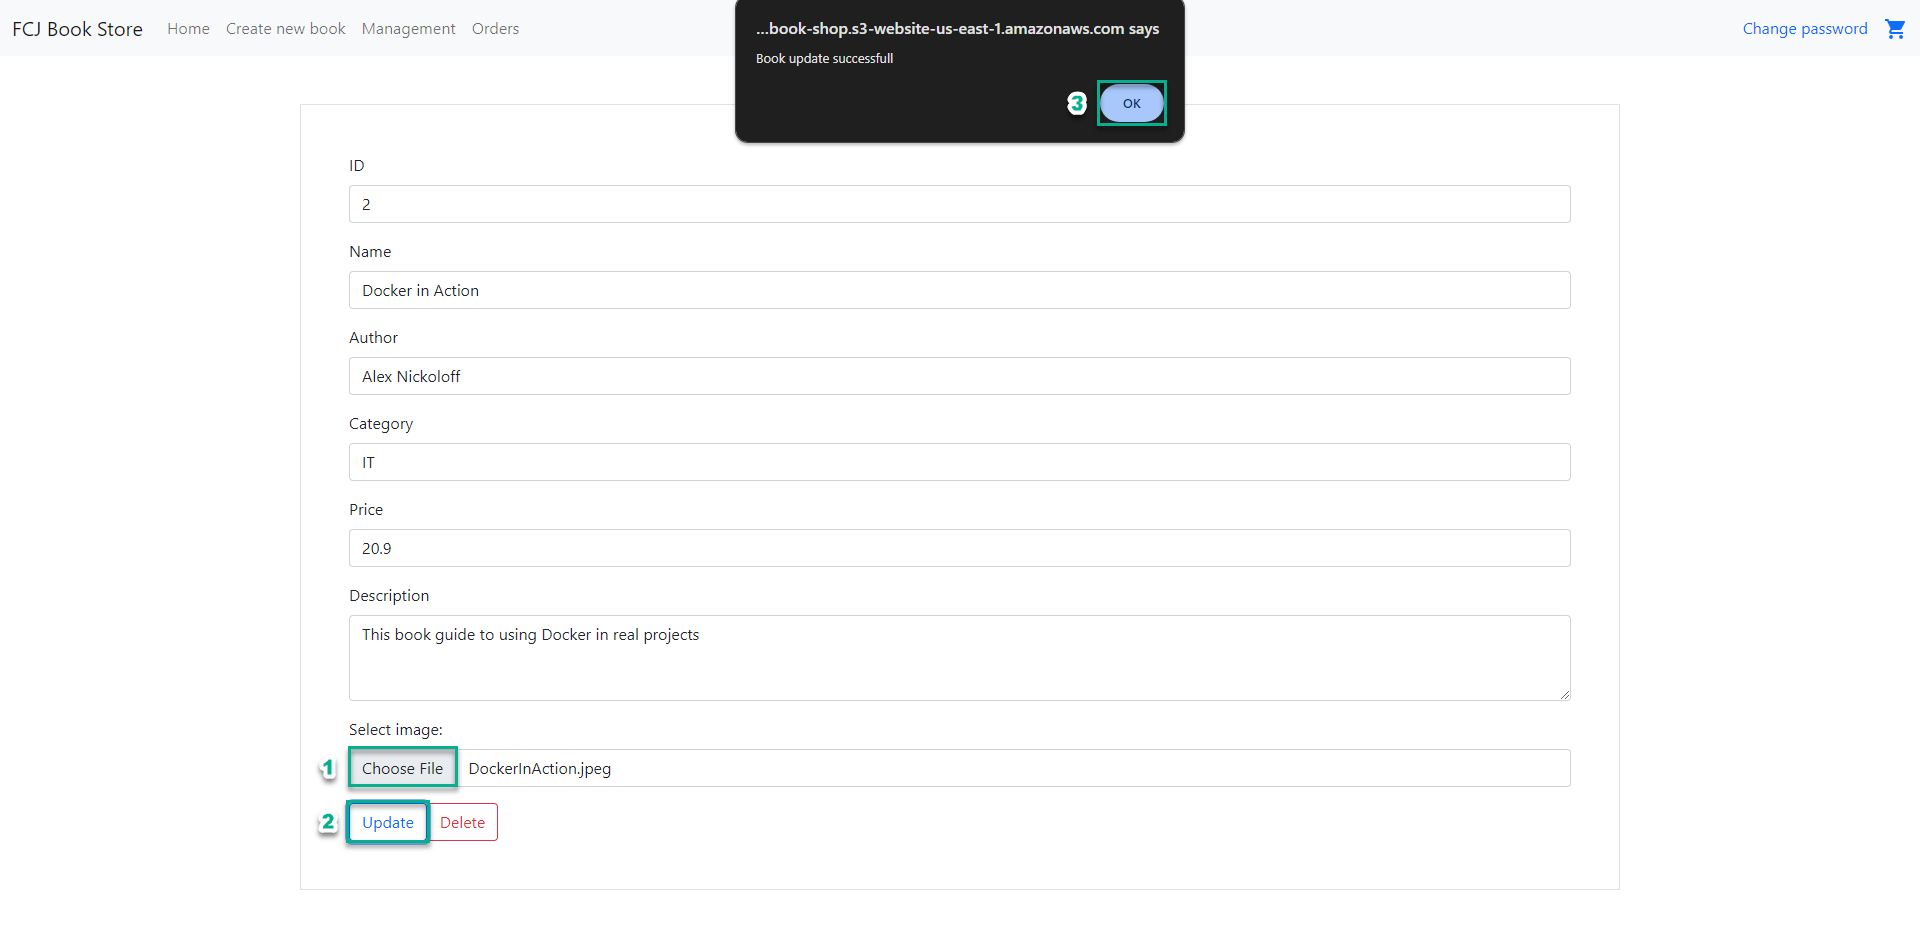 FCJ Book Store Home Create new book Management Orders Change password
...book-shop.s3-website-us-east-1.amazonaws.com says
Book update successfull
3 OK
ID
2
Name
Docker in Action
Author
Alex Nickoloff
Category
IT
Price
20.9
Description
This book guide to using Docker in real projects
Select image:
1 Choose File DockerInAction.jpeg
2 Update Delete